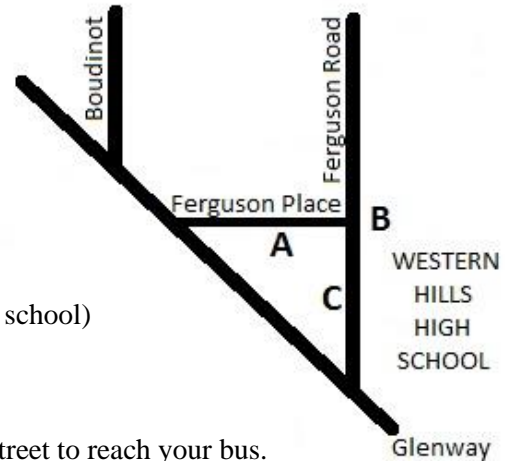 Boudinot
Ferguson Road
Ferguson Place
B
A
WESTERN
HILLS
HIGH
SCHOOL
C
school)
treet to reach your bus.
Glenway